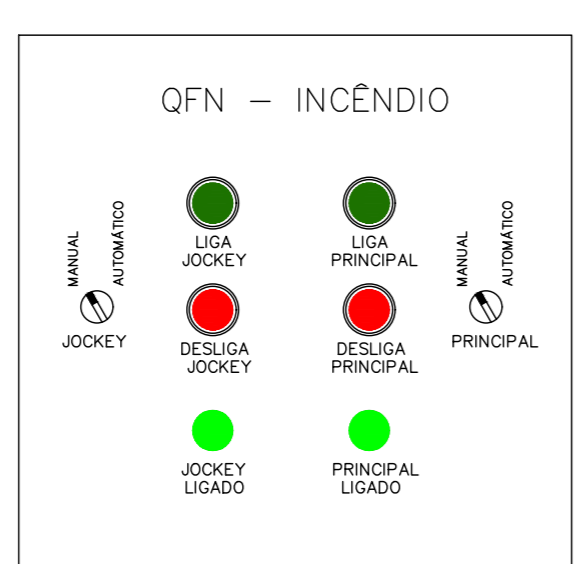 QFN – INCÊNDIO
LIGA
JOCKEY
LIGA
PRINCIPAL
MANUAL
AUTOMÁTICO
JOCKEY
DESLIGA
JOCKEY
DESLIGA
PRINCIPAL
MANUAL
AUTOMÁTICO
PRINCIPAL
JOCKEY
LIGADO
PRINCIPAL
LIGADO